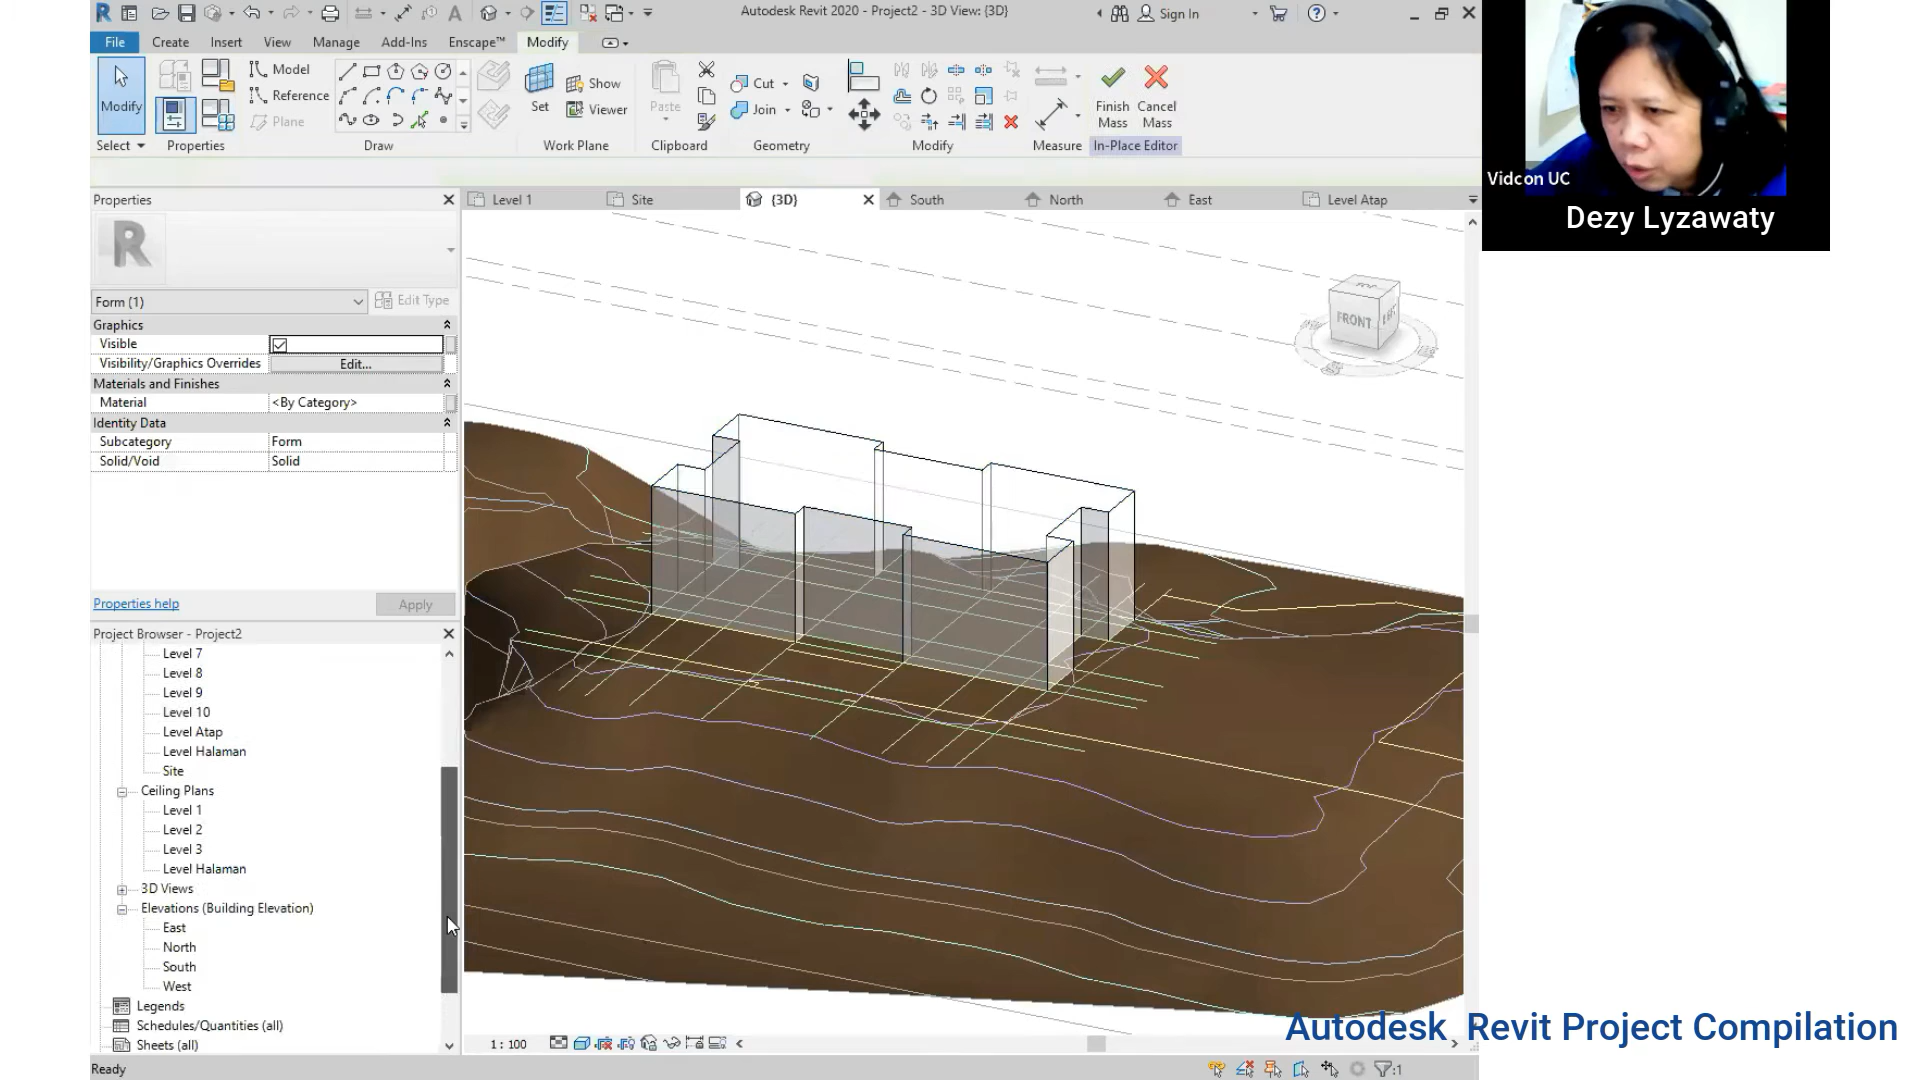 Autodesk Revit 2020 - Project2 - 3D View: {3D}
Sign In
File Create Insert View Manage Add-Ins Enscape™ Modify
Model
Reference
Plane
Modify
Set
Show
Viewer
Paste
Cut
Join
Finish Mass
Cancel Mass
Select Properties Draw Work Plane Clipboard Geometry Modify Measure In-Place Editor
Vidcon UC
Dezy Lyzawaty
Properties
Level 1 Site {3D} South North East Level Atap
R
Form (1)
Edit Type
Graphics
Visible
Visibility/Graphics Overrides Edit...
Materials and Finishes
Material <By Category>
Identity Data
Subcategory Form
Solid/Void Solid
FRONT
Properties help Apply
Project Browser - Project2
Level 7
Level 8
Level 9
Level 10
Level Atap
Level Halaman
Site
Ceiling Plans
Level 1
Level 2
Level 3
Level Halaman
3D Views
Elevations (Building Elevation)
East
North
South
West
Legends
Schedules/Quantities (all)
Sheets (all)
1 : 100
Autodesk Revit Project Compilation
Ready
:1